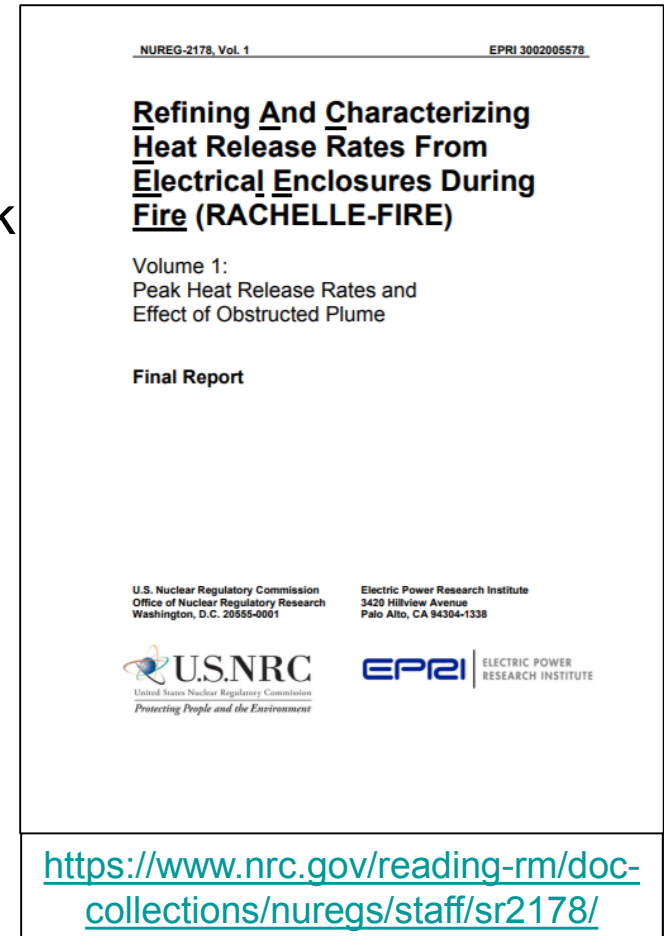 NUREG-2178, Vol. 1 EPRI 3002005578
Refining And Characterizing
Heat Release Rates From
Electrical Enclosures During
Fire (RACHELLE-FIRE)
k
Volume 1:
Peak Heat Release Rates and
Effect of Obstructed Plume
Final Report
U.S. Nuclear Regulatory Commission
Office of Nuclear Regulatory Research
Washington, D.C. 20555-0001
Electric Power Research Institute
3420 Hillview Avenue
Palo Alto, CA 94304-1338
U.S.NRC
United States Nuclear Regulatory Commission
Protecting People and the Environment
EPRI
ELECTRIC POWER
RESEARCH INSTITUTE
https://www.nrc.gov/reading-rm/doc-
collections/nuregs/staff/sr2178/